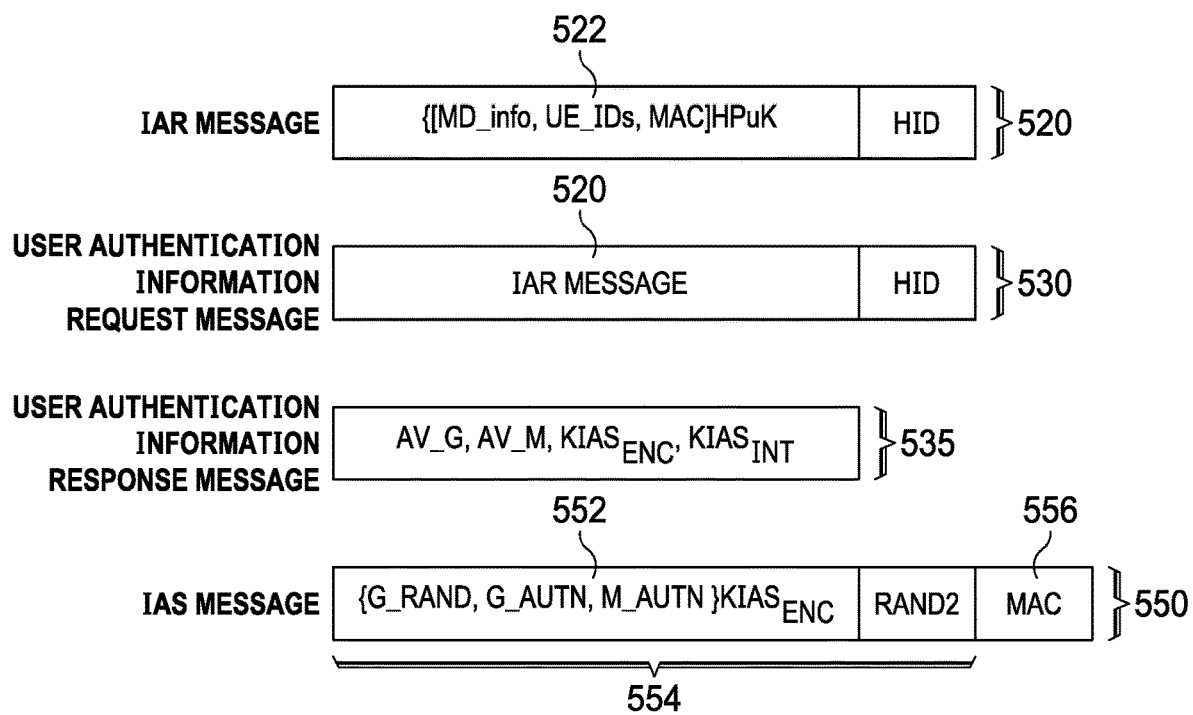 522
IAR MESSAGE
{[MD_info, UE_IDs, MAC]HPuK
HID
520
520
USER AUTHENTICATION
INFORMATION
REQUEST MESSAGE
IAR MESSAGE
HID
530
USER AUTHENTICATION
INFORMATION
RESPONSE MESSAGE
AV_G, AV_M, KIASENC, KIASINT
535
552
556
IAS MESSAGE
{G_RAND, G_AUTN, M_AUTN }KIASENC
RAND2
MAC
550
554